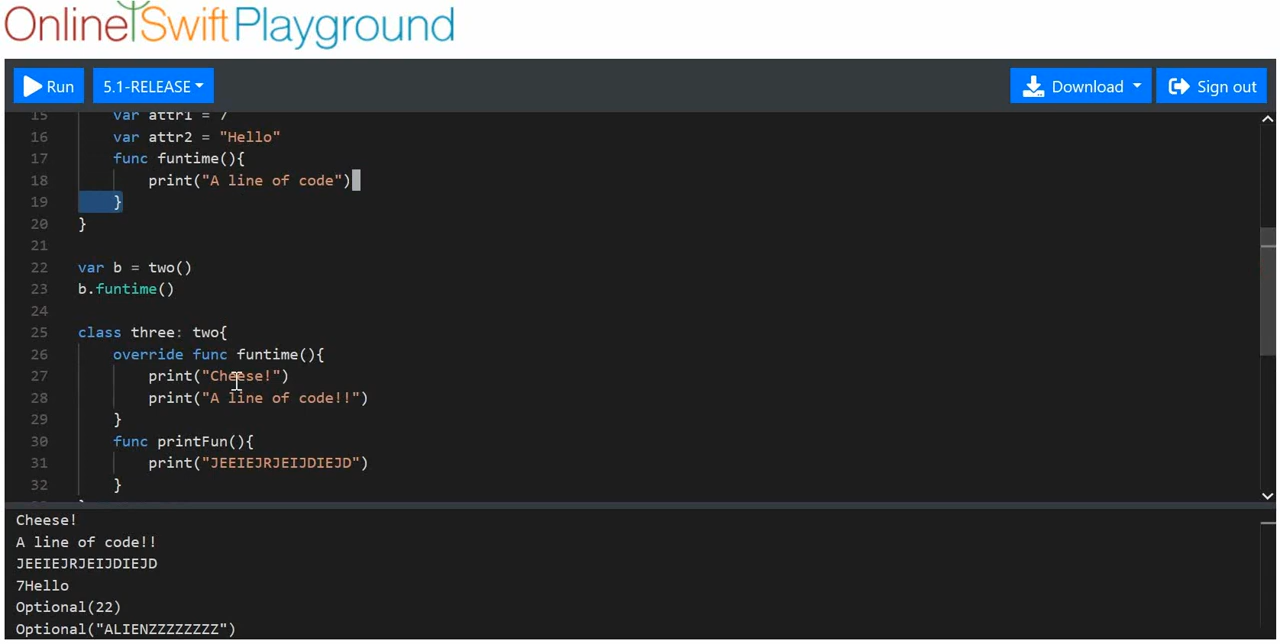 OnlineSwiftPlayground
Run
5.1-RELEASE
Download
Sign out
15 var attr1 = 7
16 var attr2 = "Hello"
17 func funtime(){
18 print("A line of code")
19 }
20 }
21
22 var b = two()
23 b.funtime()
24
25 class three: two{
26 override func funtime(){
27 print("Cheese!")
28 print("A line of code!!")
29 }
30 func printFun(){
31 print("JEEIEJRJEIJDIEJD")
32 }
Cheese!
A line of code!!
JEEIEJRJEIJDIEJD
7Hello
Optional(22)
Optional("ALIENZZZZZZZZ")